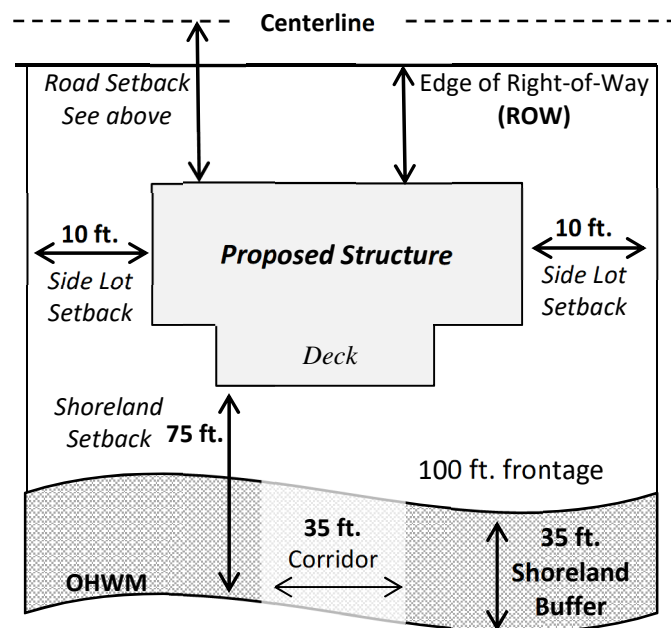 Centerline
Road Setback
See above
Edge of Right-of-Way
(ROW)
10 ft.
Side Lot
Setback
Proposed Structure
10 ft.
Side Lot
Setback
Deck
Shoreland
Setback
75 ft.
100 ft. frontage
35 ft.
Corridor
35 ft.
Shoreland
Buffer
OHWM